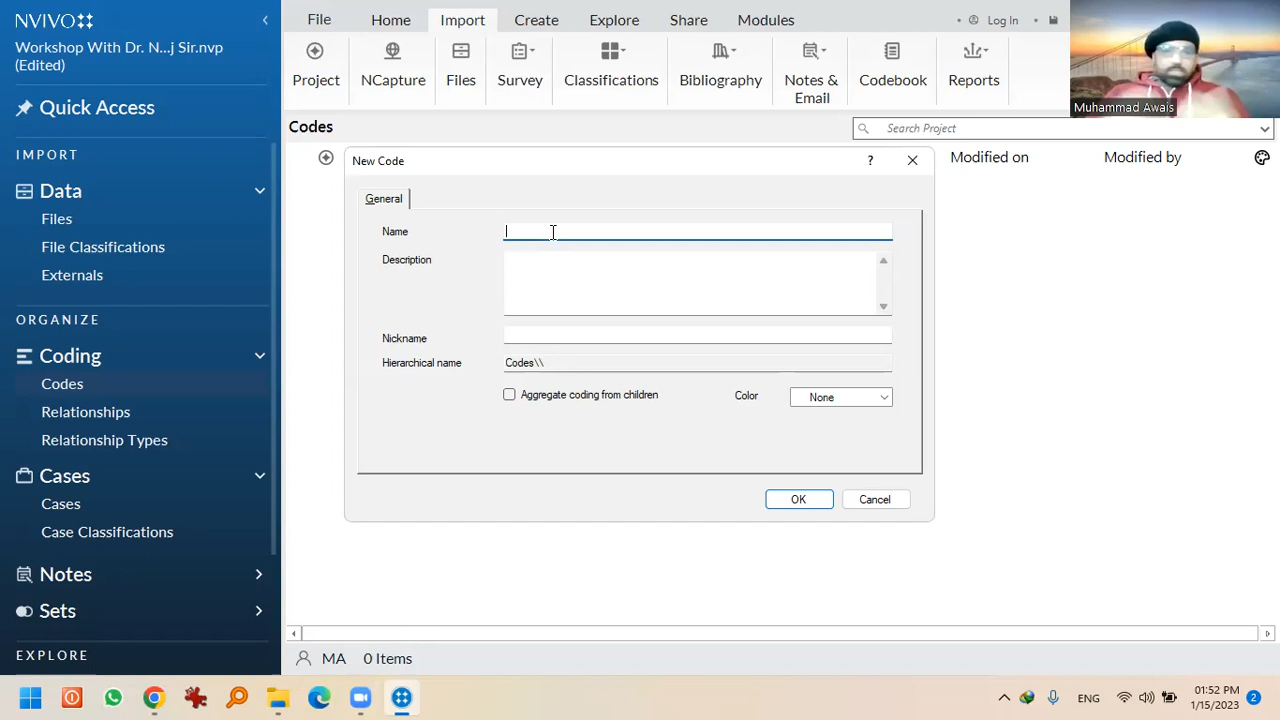 NVIVO
Workshop With Dr. N...j Sir.nvp
(Edited)
Quick Access
IMPORT
Data
Files
File Classifications
Externals
ORGANIZE
Coding
Codes
Relationships
Relationship Types
Cases
Cases
Case Classifications
Notes
Sets
EXPLORE
File Home Import Create Explore Share Modules Log In
Project NCapture Files Survey Classifications Bibliography Notes & Email Codebook Reports
Muhammad Awais
Codes
Search Project
Modified on Modified by
New Code ?
General
Name
Description
Nickname
Hierarchical name Codes\\
Aggregate coding from children Color None
OK Cancel
MA 0 Items
ENG 01:52 PM
1/15/2023 2